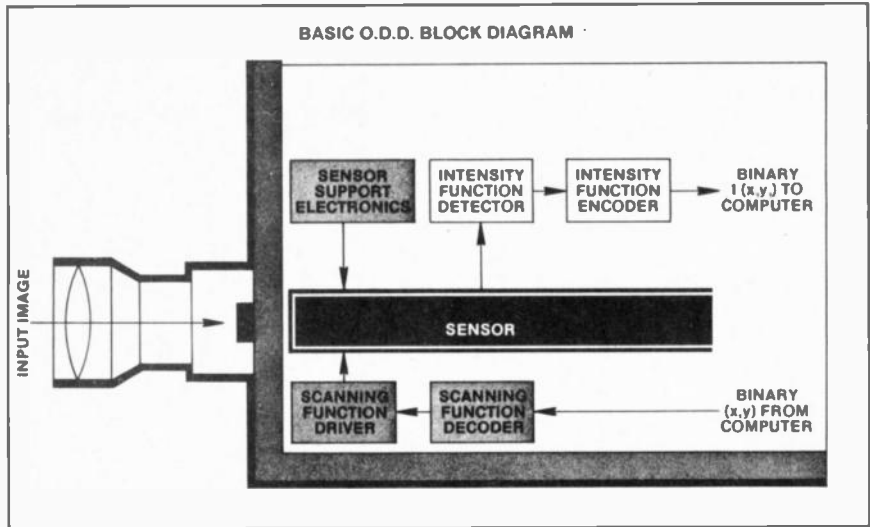 BASIC O.D.D. BLOCK DIAGRAM
SENSOR
SUPPORT
ELECTRONICS
INTENSITY
FUNCTION
DETECTOR
INTENSITY
FUNCTION
ENCODER
BINARY
1 (x,y,) TO
COMPUTER
INPUT IMAGE
SENSOR
SCANNING
FUNCTION
DRIVER
SCANNING
FUNCTION
DECODER
BINARY
(x,y) FROM
COMPUTER